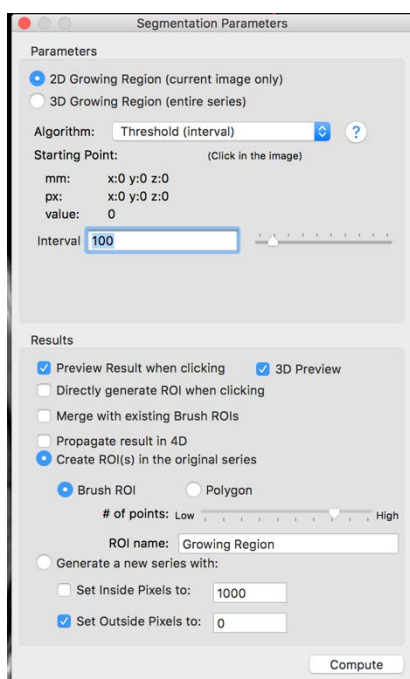 Segmentation Parameters
Parameters
2D Growing Region (current image only)
3D Growing Region (entire series)
Algorithm: Threshold (interval) ?
Starting Point: (Click in the image)
mm: x:0 y:0 z:0
px: x:0 y:0 z:0
value: 0
Interval 100
Results
Preview Result when clicking 3D Preview
Directly generate ROI when clicking
Merge with existing Brush ROIs
Propagate result in 4D
Create ROI(s) in the original series
Brush ROI Polygon
# of points: Low High
ROI name: Growing Region
Generate a new series with:
Set Inside Pixels to: 1000
Set Outside Pixels to: 0
Compute